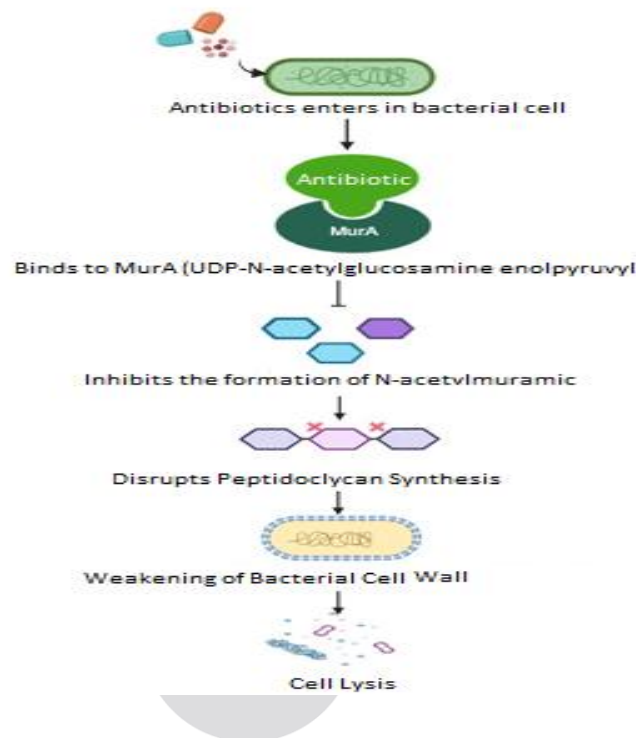 Antibiotics enters in bacterial cell
Antibiotic
MurA
Binds to MurA (UDP-N-acetylglucosamine enolpyruvyl
Inhibits the formation of N-acetvlmuramic
Disrupts Peptidoclycan Synthesis
Weakening of Bacterial Cell Wall
Cell Lysis